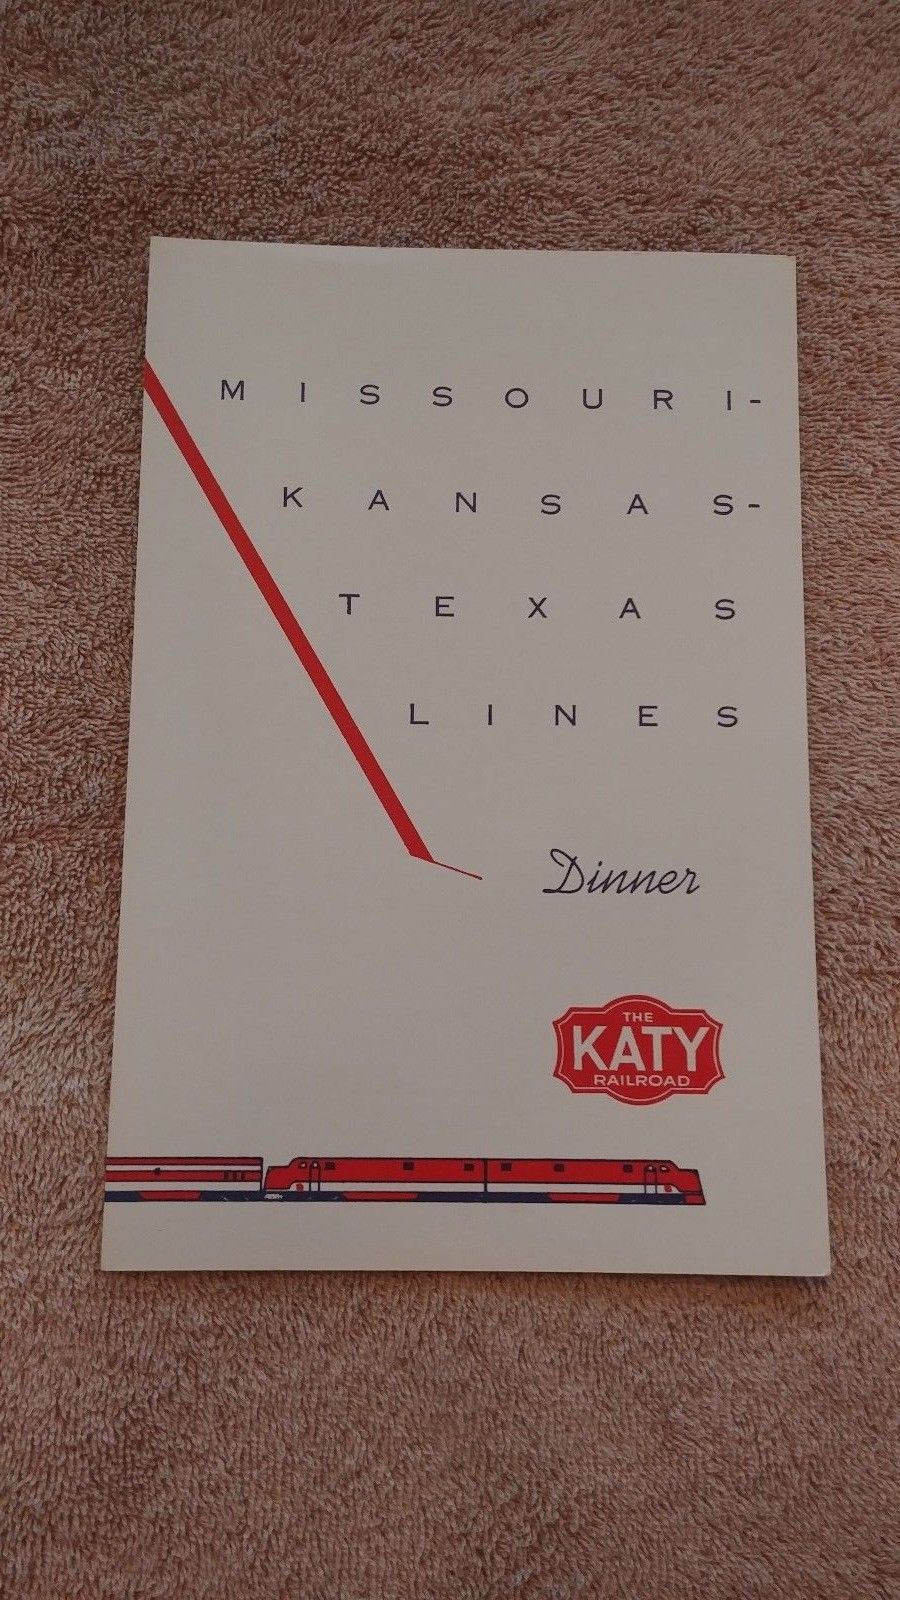 MISSOURI-
KANSAS-
TEXAS
LINES
Dinner
THE
KATY
RAILROAD